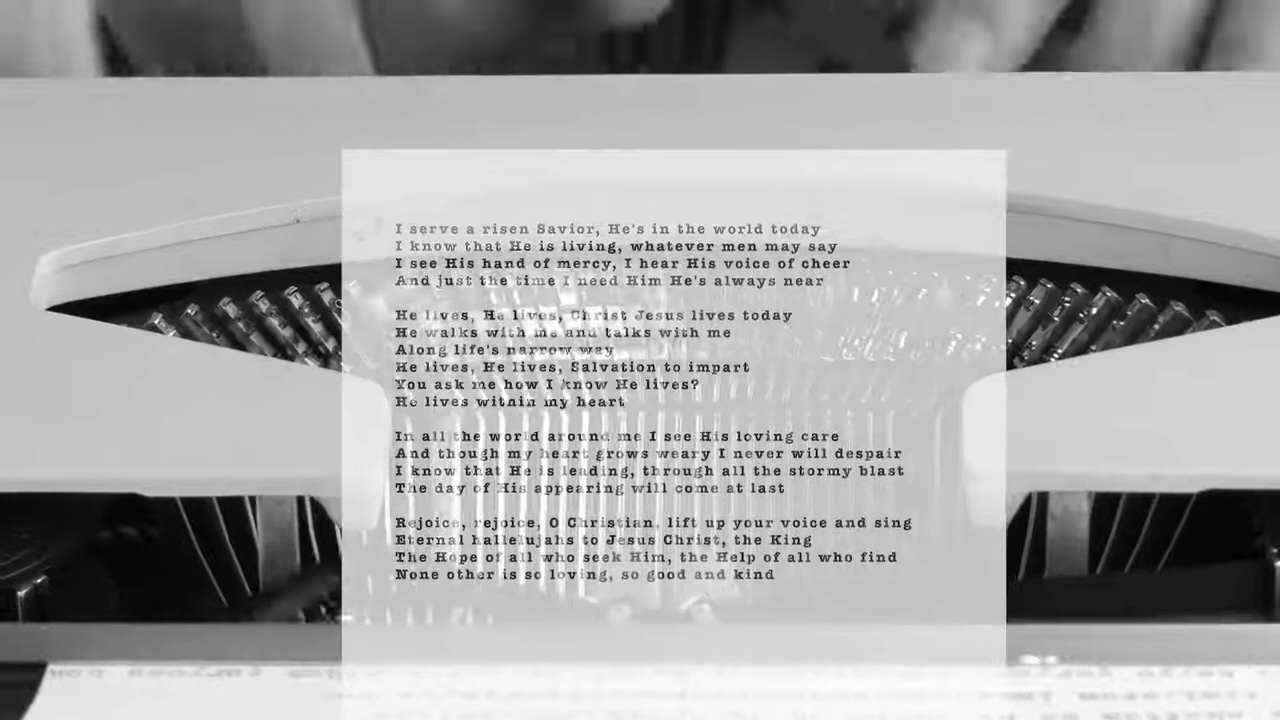 I serve a risen Savior, He's in the world today
I know that He is living, whatever men may say
I see His hand of mercy, I hear His voice of cheer
And just the time I need Him He's always near
He lives, He lives, Christ Jesus lives today
He walks with me and talks with me
Along life's narrow way
He lives, He lives, Salvation to impart
You ask me how I know He lives?
He lives within my heart
In all the world around me I see His loving care
And though my heart grows weary I never will despair
I know that He is leading, through all the stormy blast
The day of His appearing will come at last
Rejoice, rejoice, O Christian, lift up your voice and sing
Eternal hallelujahs to Jesus Christ, the King
The Hope of all who seek Him, the Help of all who find
None other is so loving, so good and kind